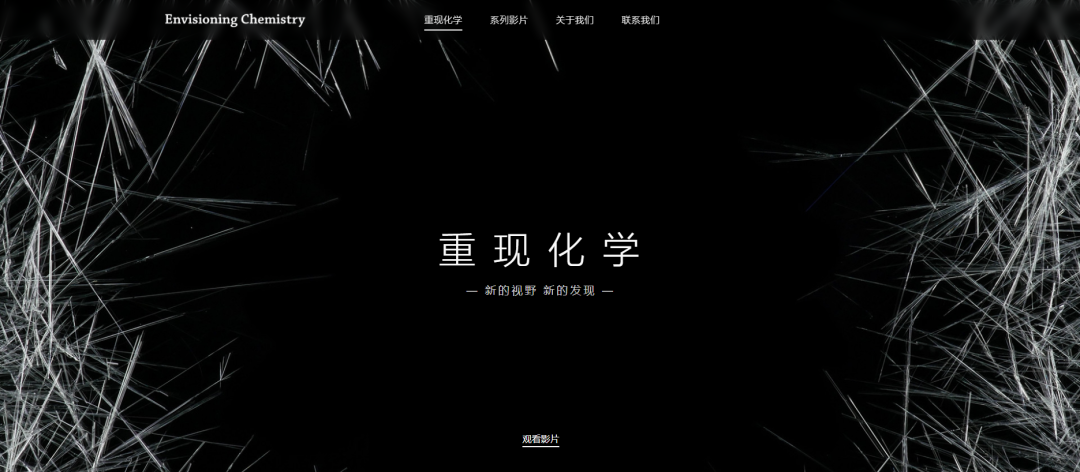 Envisioning Chemistry
重现化学 系列影片 关于我们 联系我们
重现化学
— 新的视野 新的发现 —
观看影片